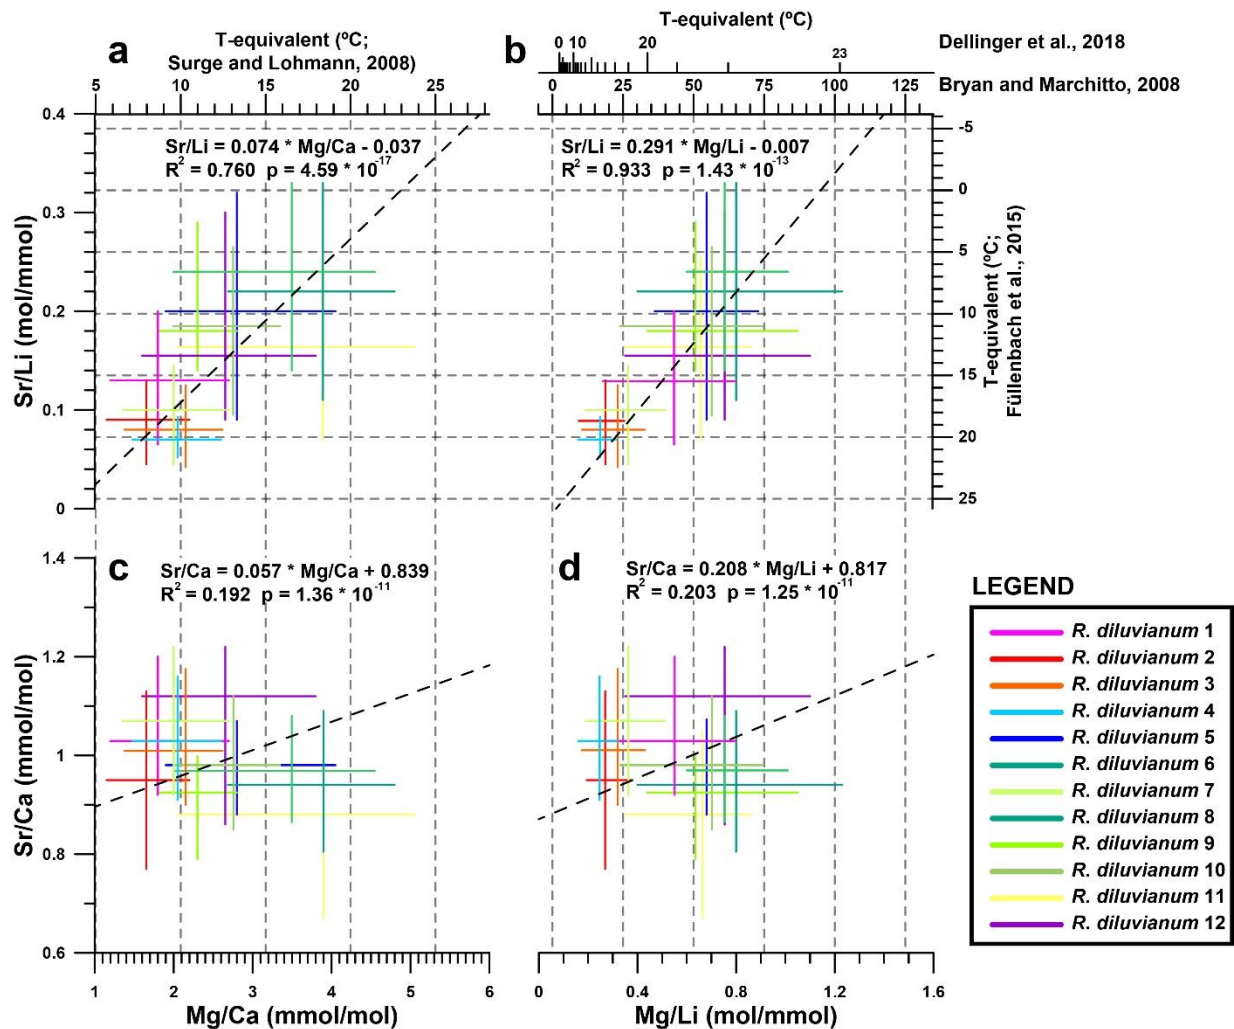 a
T-equivalent (ºC;
Surge and Lohmann, 2008)
5 10 15 20 25
b
T-equivalent (ºC)
0 10 20 23
Dellinger et al., 2018
0 25 50 75 100 125
Bryan and Marchitto, 2008
Sr/Li = 0.074 * Mg/Ca - 0.037
R² = 0.760 p = 4.59 * 10⁻¹⁷
Sr/Li = 0.291 * Mg/Li - 0.007
R² = 0.933 p = 1.43 * 10⁻¹³
0.4
0.3
0.2
0.1
0
Sr/Li (mol/mmol)
-5
0
5
10
15
20
25
T-equivalent (ºC;
Füllenbach et al., 2015)
c
Sr/Ca = 0.057 * Mg/Ca + 0.839
R² = 0.192 p = 1.36 * 10⁻¹¹
d
Sr/Ca = 0.208 * Mg/Li + 0.817
R² = 0.203 p = 1.25 * 10⁻¹¹
1.4
1.2
1
0.8
0.6
Sr/Ca (mmol/mol)
1 2 3 4 5 6
Mg/Ca (mmol/mol)
0 0.4 0.8 1.2 1.6
Mg/Li (mol/mmol)
LEGEND
R. diluvianum 1
R. diluvianum 2
R. diluvianum 3
R. diluvianum 4
R. diluvianum 5
R. diluvianum 6
R. diluvianum 7
R. diluvianum 8
R. diluvianum 9
R. diluvianum 10
R. diluvianum 11
R. diluvianum 12